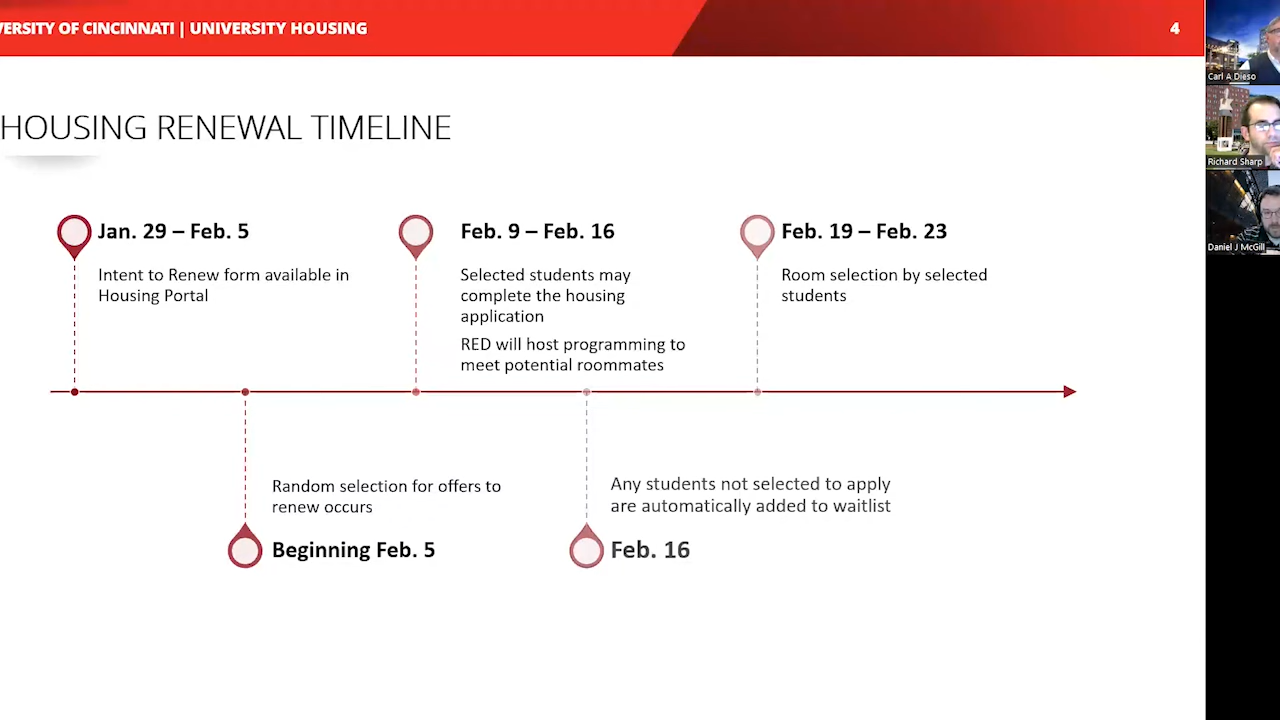 VERSITY OF CINCINNATI | UNIVERSITY HOUSING
4
HOUSING RENEWAL TIMELINE
Jan. 29 – Feb. 5
Intent to Renew form available in
Housing Portal
Feb. 9 – Feb. 16
Selected students may
complete the housing
application
RED will host programming to
meet potential roommates
Feb. 19 – Feb. 23
Room selection by selected
students
Random selection for offers to
renew occurs
Beginning Feb. 5
Any students not selected to apply
are automatically added to waitlist
Feb. 16
Carl A Dieso
Richard Sharp
Daniel J McGill